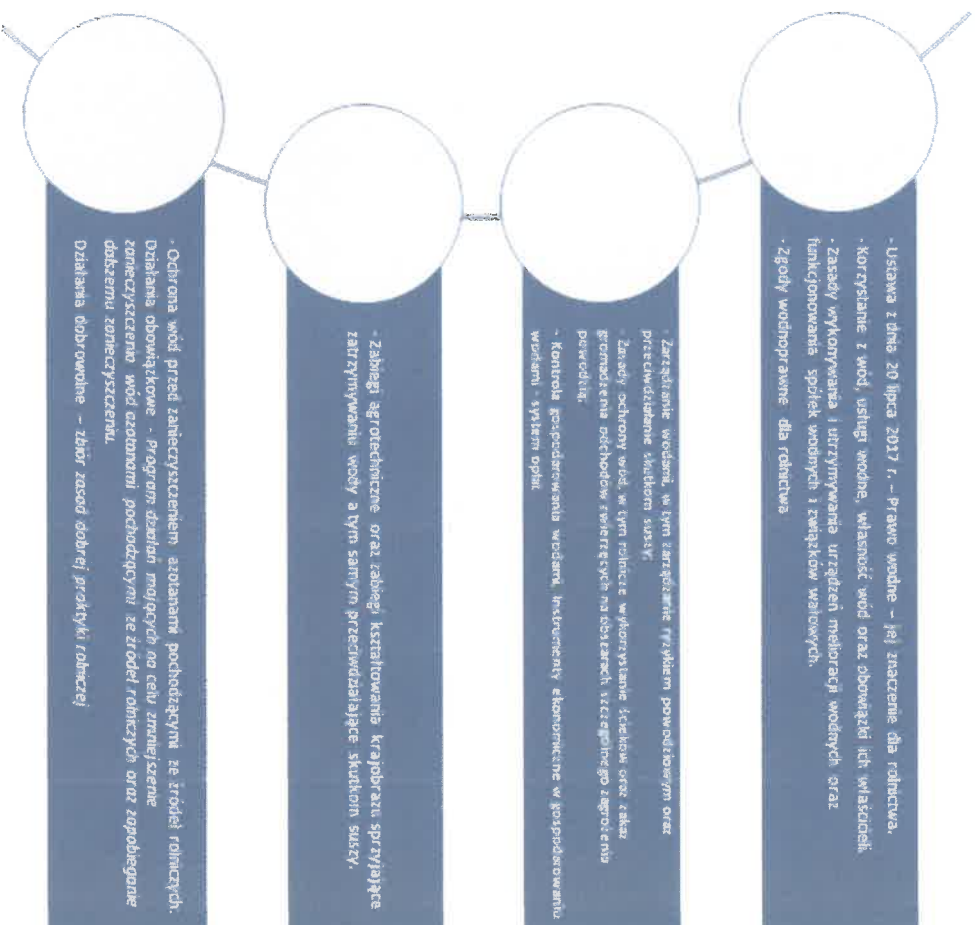 - Ustawa z dnia 20 lipca 2017 r. – Prawo wodne – jej znaczenie dla rolnictwa.
- Korzystanie z wód, usługi wodne, własność wód oraz obowiązki ich właścicieli.
- Zasady wykonywania i utrzymywania urządzeń melioracji wodnych oraz
funkcjonowania spółek wodnych i związków wałowych.
- Zgody wodnoprawne dla rolnictwa
- Zarządzanie wodami, w tym zarządzanie ryzykiem powodziowym oraz
przeciwdziałanie skutkom suszy.
- Zasady ochrony wód, w tym rolnicze wykorzystanie ścieków oraz zakaz
gromadzenia odchodów zwierzęcych na obszarach szczególnego zagrożenia
powodzią.
- Kontrola gospodarowania wodami. Instrumenty ekonomiczne w gospodarowaniu
wodami - system opłat
- Zabiegi agrotechniczne oraz zabiegi kształtowania krajobrazu sprzyjające
zatrzymywaniu wody a tym samym przeciwdziałające skutkom suszy.
- Ochrona wód przed zanieczyszczeniem azotanami pochodzącymi ze źródeł rolniczych.
Działania obowiązkowe - Program działań mających na celu zmniejszenie
zanieczyszczenia wód azotanami pochodzącymi ze źródeł rolniczych oraz zapobieganie
dalszemu zanieczyszczeniu.
Działania dobrowolne – zbiór zasad dobrej praktyki rolniczej